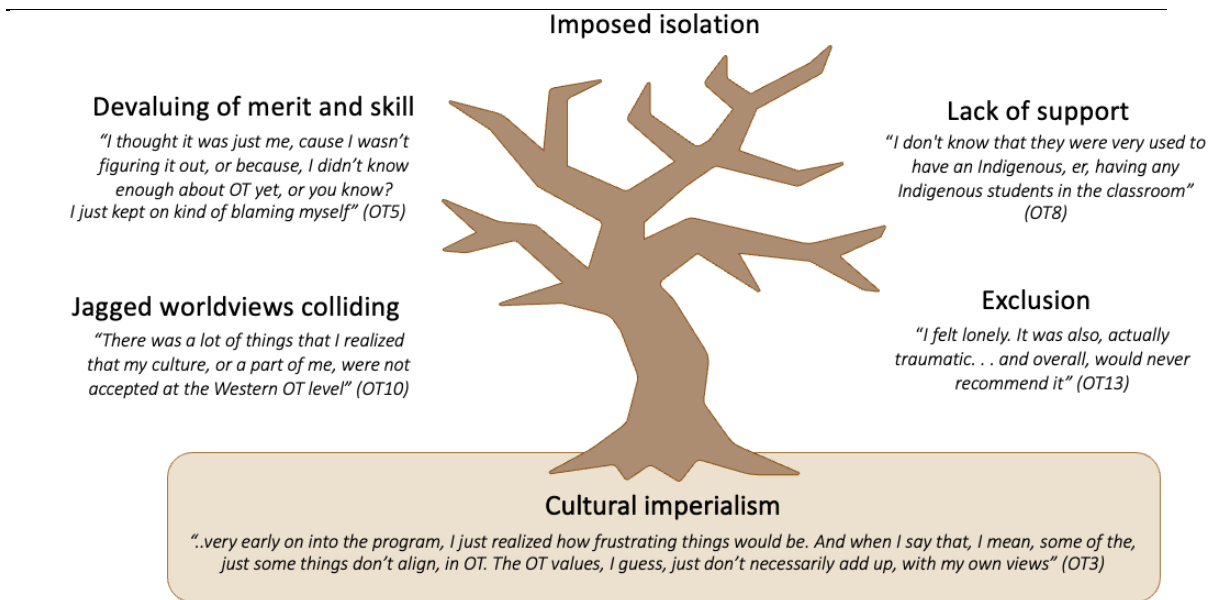 Imposed isolation
Devaluing of merit and skill
“I thought it was just me, cause I wasn’t
figuring it out, or because, I didn’t know
enough about OT yet, or you know?
I just kept on kind of blaming myself” (OT5)
Lack of support
“I don't know that they were very used to
have an Indigenous, er, having any
Indigenous students in the classroom”
(OT8)
Jagged worldviews colliding
“There was a lot of things that I realized
that my culture, or a part of me, were not
accepted at the Western OT level” (OT10)
Exclusion
“I felt lonely. It was also, actually
traumatic. . . and overall, would never
recommend it” (OT13)
Cultural imperialism
“..very early on into the program, I just realized how frustrating things would be. And when I say that, I mean, some of the,
just some things don’t align, in OT. The OT values, I guess, just don’t necessarily add up, with my own views” (OT3)